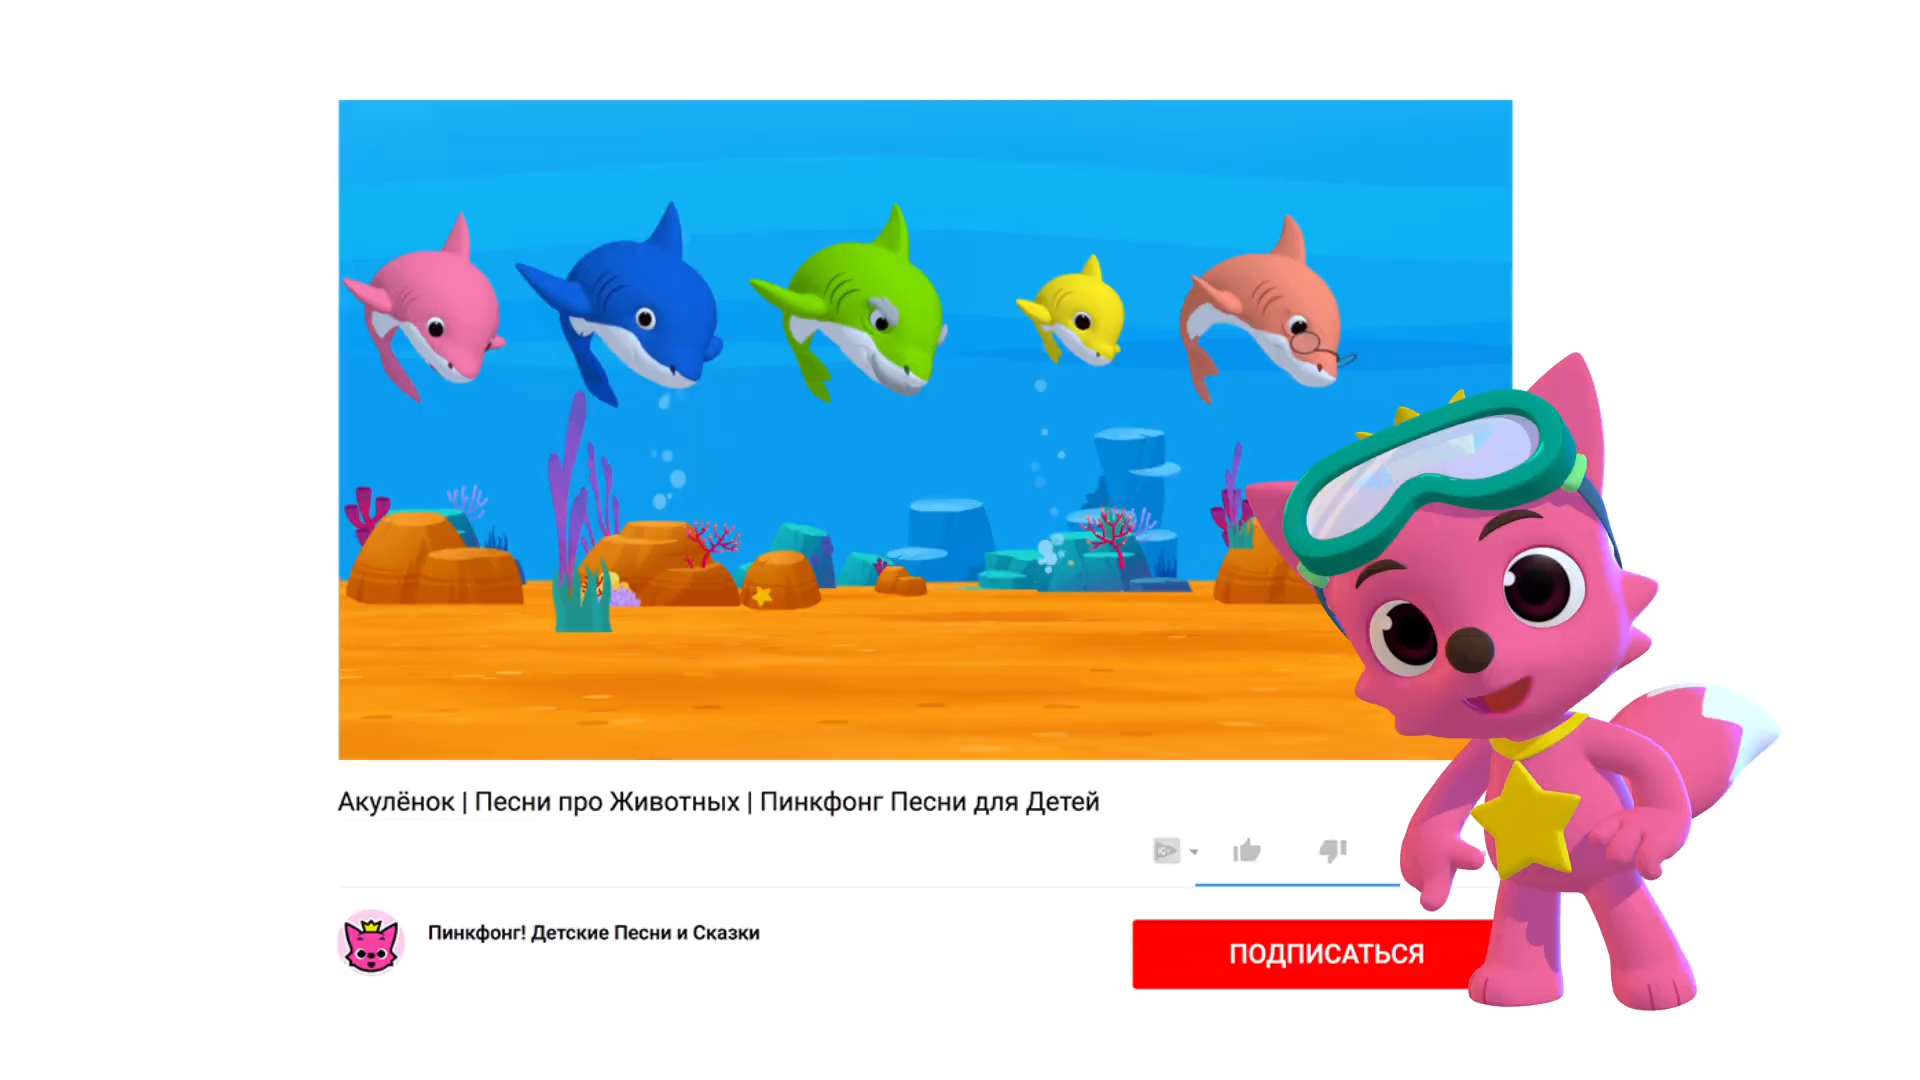 Акулёнок | Песни про Животных | Пинкфонг Песни для Детей
Пинкфонг! Детские Песни и Сказки
ПОДПИСАТЬСЯ